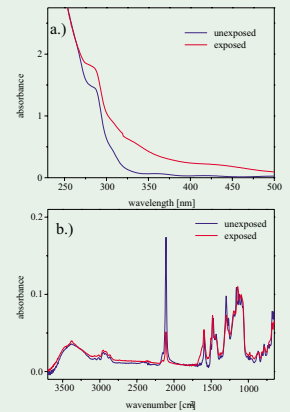 a.)
unexposed
exposed
2
1
0
absorbance
250 300 350 400 450 500
wavelength [nm]
b.)
unexposed
exposed
0.2
0.1
0.0
absorbance
3500 3000 2500 2000 1500 1000
wavenumber [cm⁻¹]